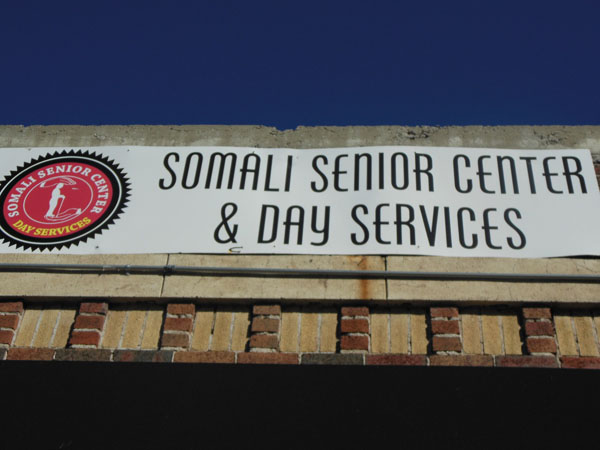 SOMALI SENIOR CENTER
DAY SERVICES
SOMALI SENIOR CENTER
& DAY SERVICES